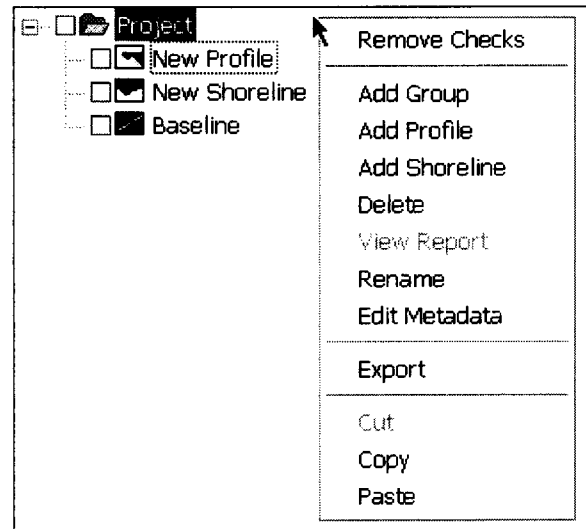 Project
New Profile
New Shoreline
Baseline
Remove Checks
Add Group
Add Profile
Add Shoreline
Delete
View Report
Rename
Edit Metadata
Export
Cut
Copy
Paste